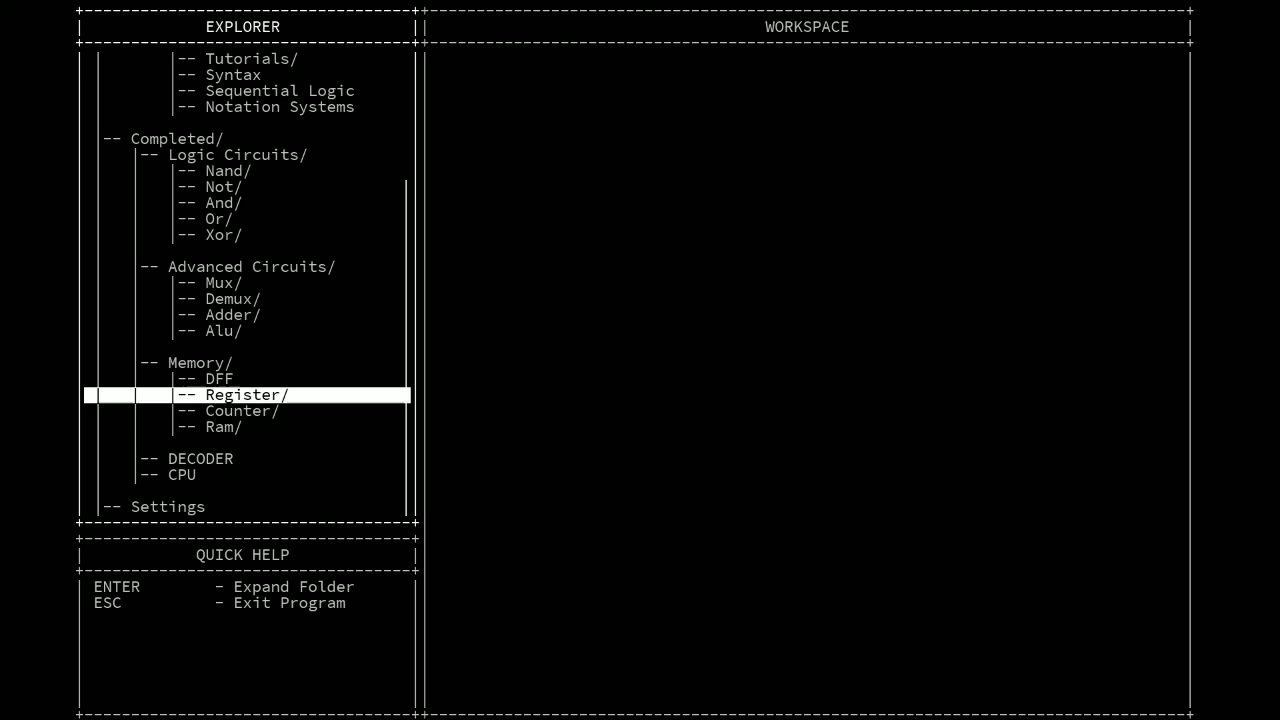 EXPLORER
WORKSPACE
|-- Tutorials/
|-- Syntax
|-- Sequential Logic
|-- Notation Systems
|-- Completed/
|-- Logic Circuits/
|-- Nand/
|-- Not/
|-- And/
|-- Or/
|-- Xor/
|-- Advanced Circuits/
|-- Mux/
|-- Demux/
|-- Adder/
|-- Alu/
|-- Memory/
|-- DFF
|-- Register/
|-- Counter/
|-- Ram/
|-- DECODER
|-- CPU
|-- Settings
QUICK HELP
ENTER - Expand Folder
ESC - Exit Program